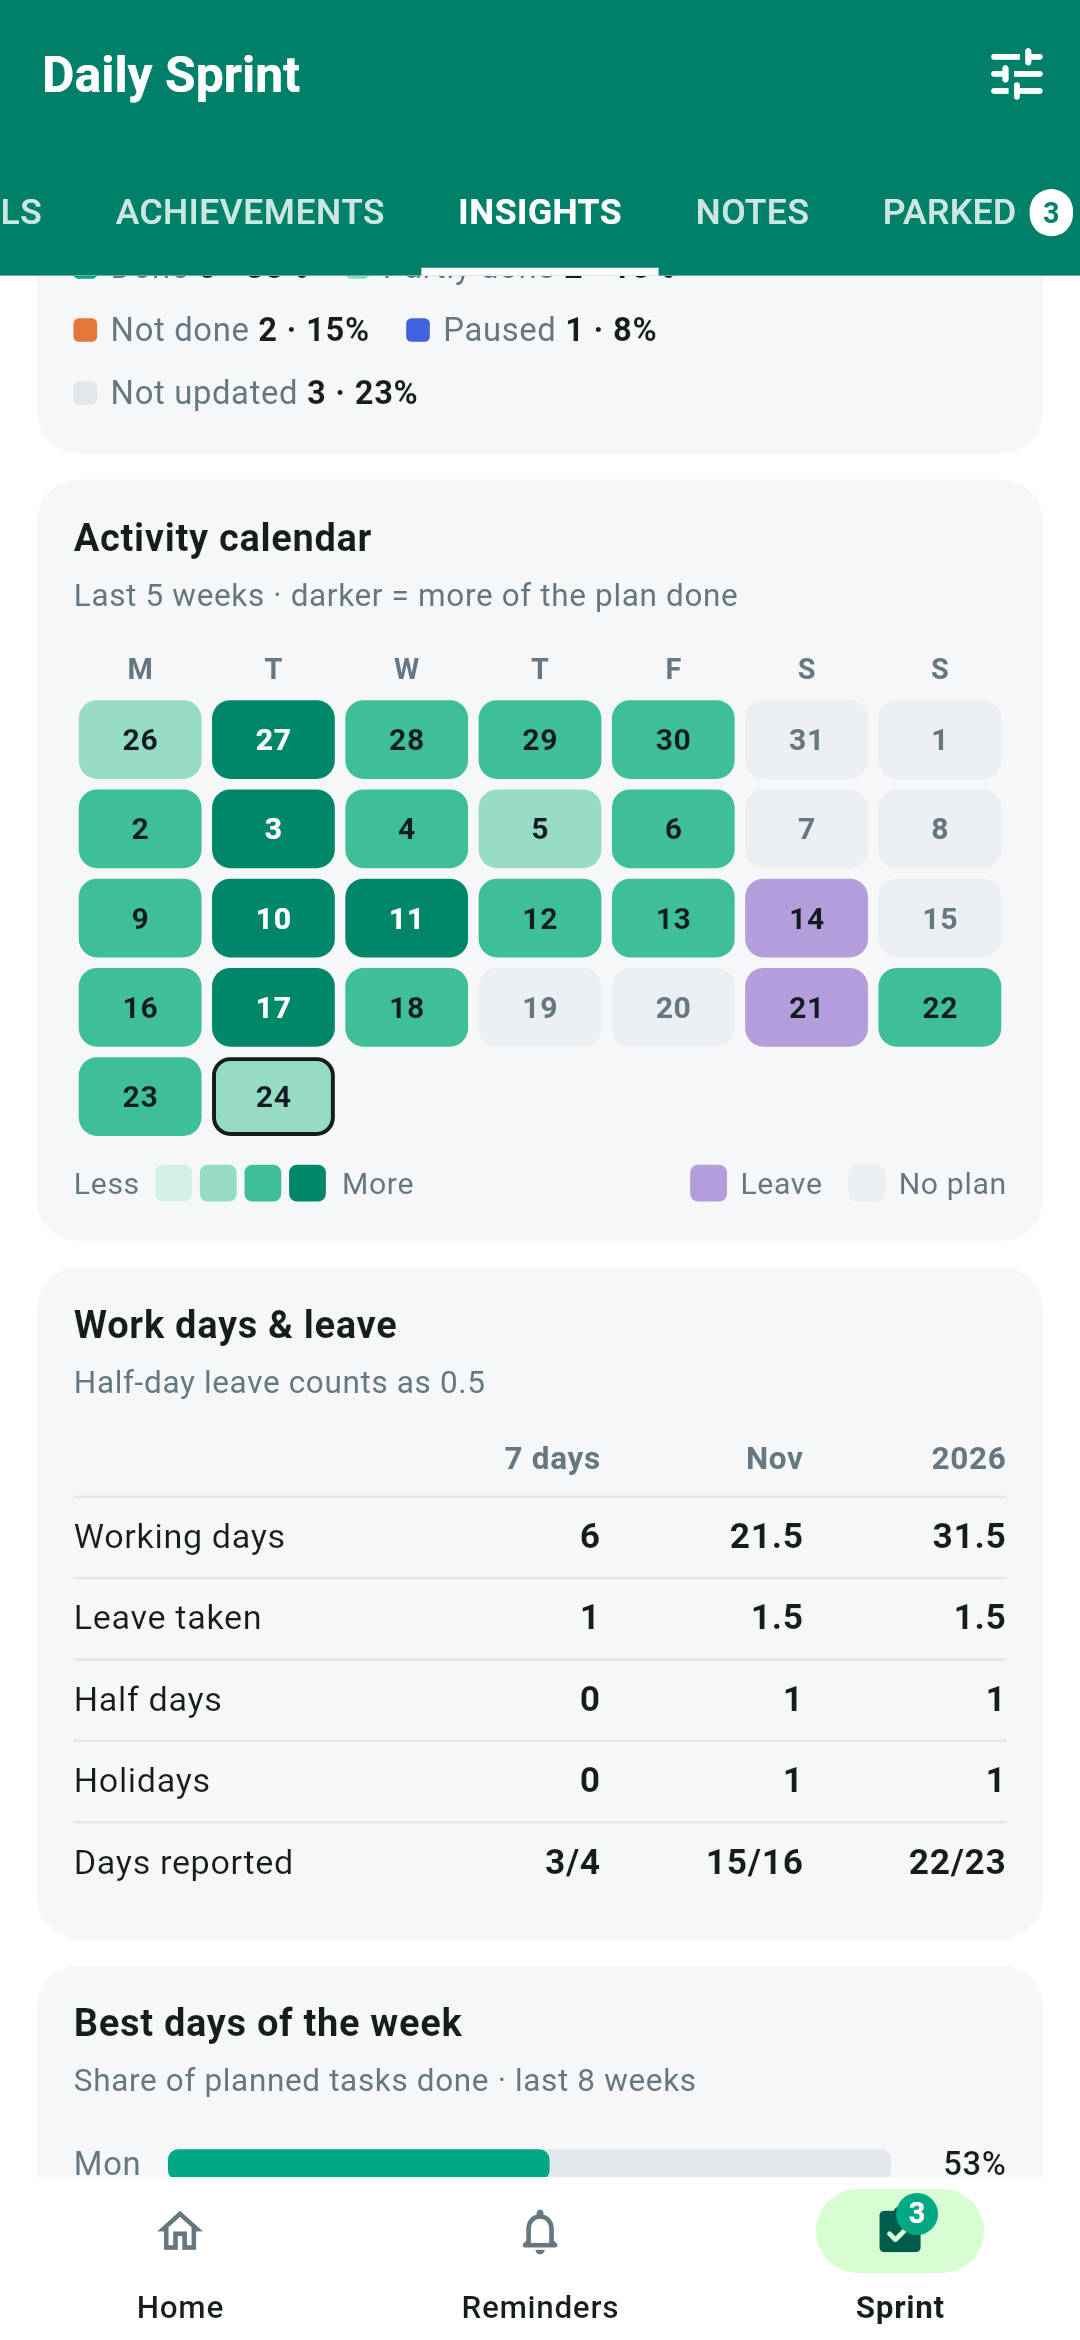 Daily Sprint
LS ACHIEVEMENTS INSIGHTS NOTES PARKED 3
Not done 2 · 15% Paused 1 · 8%
Not updated 3 · 23%
Activity calendar
Last 5 weeks · darker = more of the plan done
M T W T F S S
26 27 28 29 30 31 1
2 3 4 5 6 7 8
9 10 11 12 13 14 15
16 17 18 19 20 21 22
23 24
Less More Leave No plan
Work days & leave
Half-day leave counts as 0.5
7 days Nov 2026
Working days 6 21.5 31.5
Leave taken 1 1.5 1.5
Half days 0 1 1
Holidays 0 1 1
Days reported 3/4 15/16 22/23
Best days of the week
Share of planned tasks done · last 8 weeks
Mon 53%
3
Home Reminders Sprint